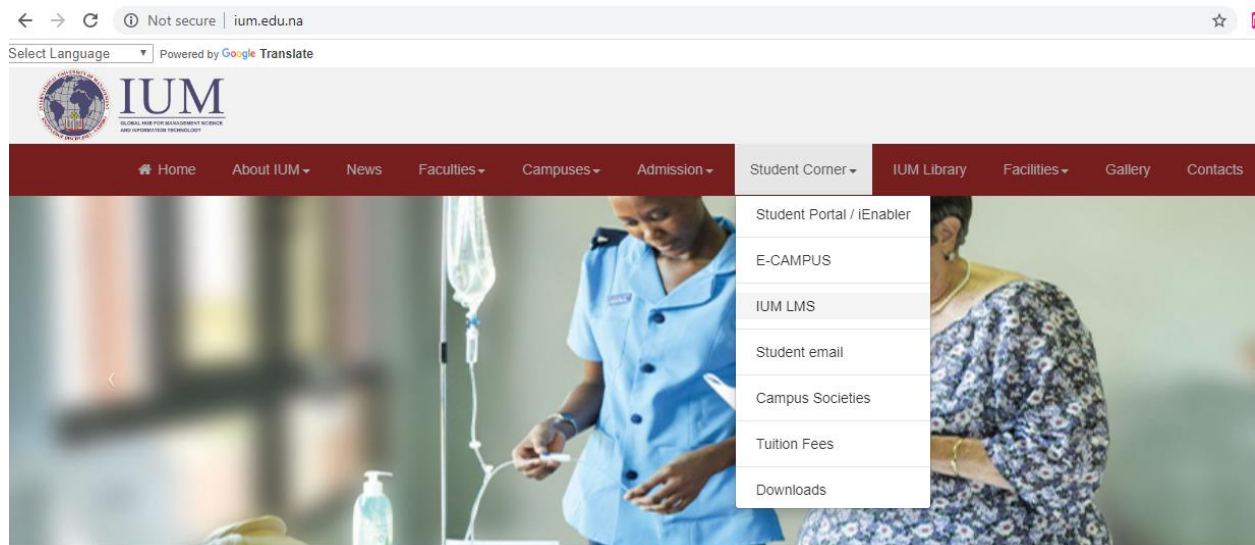 Not secure | ium.edu.na
Select Language Powered by Google Translate
IUM
GLOBAL HUB FOR MANAGEMENT SCIENCE
AND INFORMATION TECHNOLOGY
Home About IUM News Faculties Campuses Admission Student Corner IUM Library Facilities Gallery Contacts
Student Portal / iEnabler
E-CAMPUS
IUM LMS
Student email
Campus Societies
Tuition Fees
Downloads